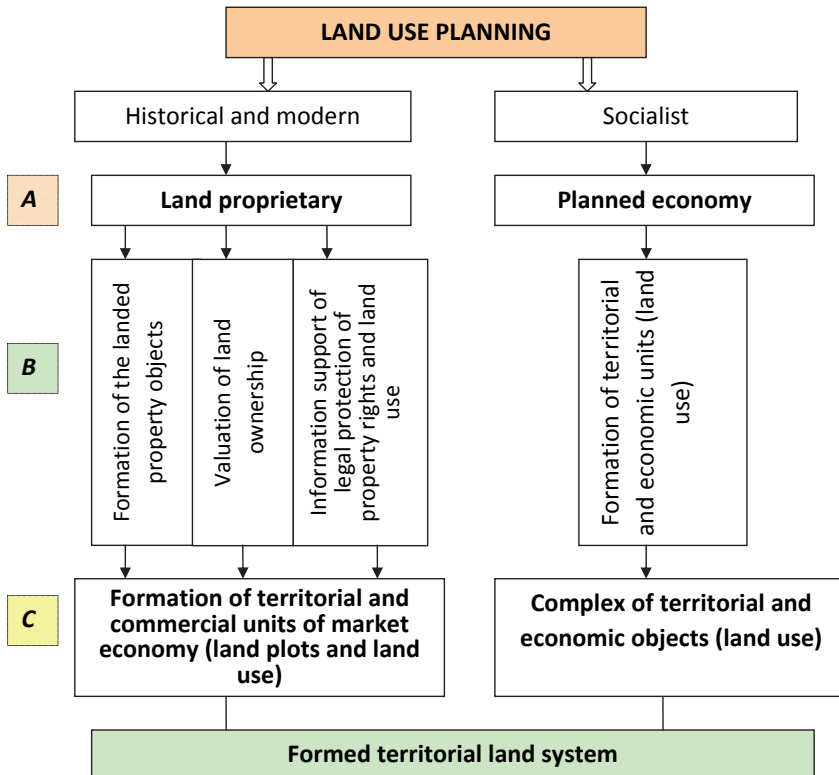 LAND USE PLANNING
Historical and modern
Socialist
A
Land proprietary
Planned economy
B
Formation of the landed
property objects
Valuation of land
ownership
Information support of
legal protection of
property rights and land
use
Formation of territorial
and economic units (land
use)
C
Formation of territorial and
commercial units of market
economy (land plots and land
use)
Complex of territorial and
economic objects (land use)
Formed territorial land system